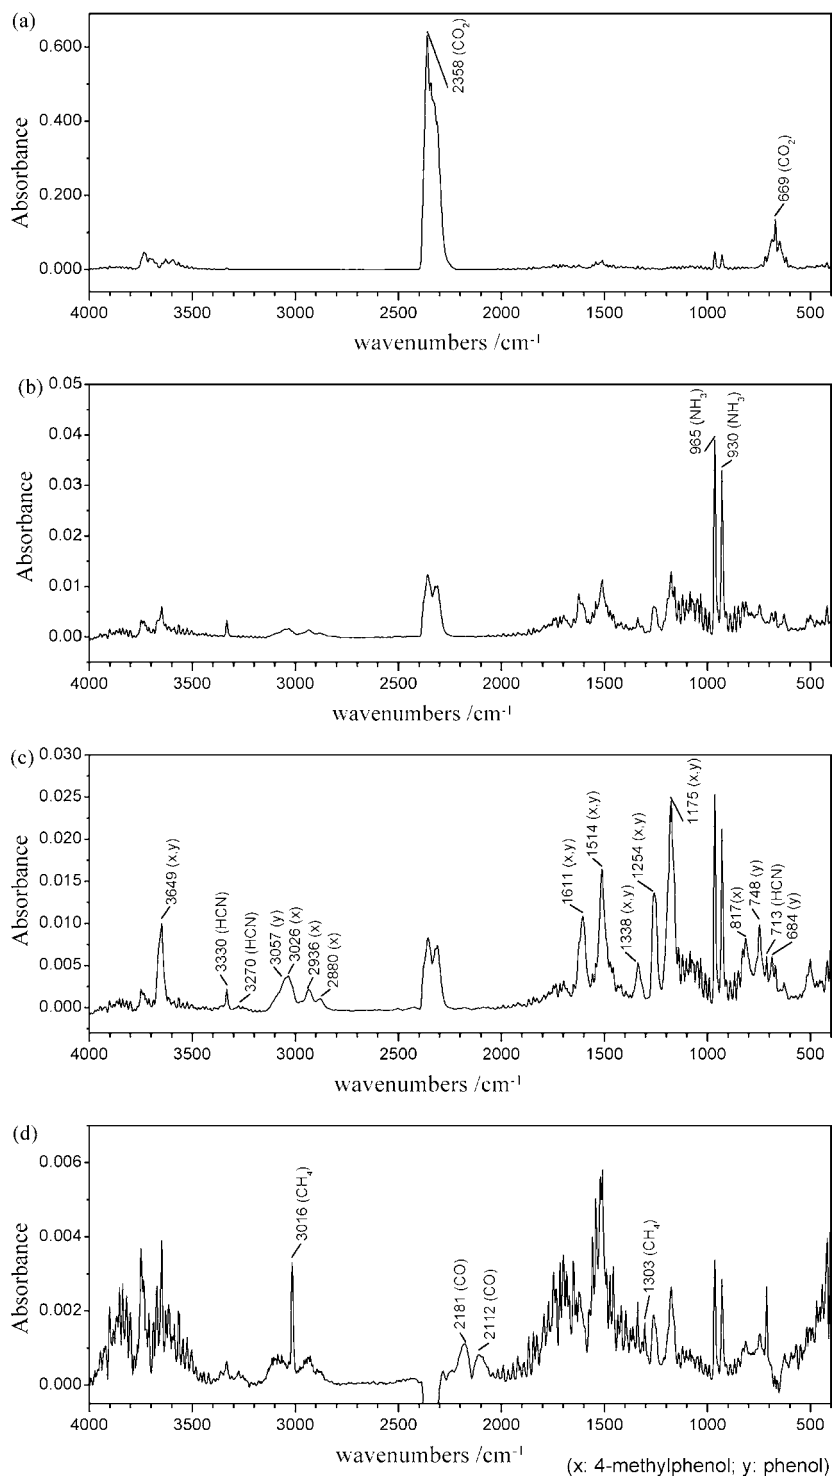 (a)
0.600
0.400
0.200
0.000
Absorbance
2358 (CO₂)
669 (CO₂)
4000 3500 3000 2500 2000 1500 1000 500
wavenumbers /cm⁻¹
(b)
0.05
0.04
0.03
0.02
0.01
0.00
Absorbance
965 (NH₃)
930 (NH₃)
4000 3500 3000 2500 2000 1500 1000 500
wavenumbers /cm⁻¹
(c)
0.030
0.025
0.020
0.015
0.010
0.005
0.000
Absorbance
3649 (x,y)
3330 (HCN)
3270 (HCN)
3057 (y)
3026 (x)
2936 (x)
2880 (x)
1611 (x,y)
1514 (x,y)
1338 (x,y)
1254 (x,y)
1175 (x,y)
817(x)
748 (y)
713 (HCN)
684 (y)
4000 3500 3000 2500 2000 1500 1000 500
wavenumbers /cm⁻¹
(d)
0.006
0.004
0.002
0.000
Absorbance
3016 (CH₄)
2181 (CO)
2112 (CO)
1303 (CH₄)
4000 3500 3000 2500 2000 1500 1000 500
wavenumbers /cm⁻¹
(x: 4-methylphenol; y: phenol)